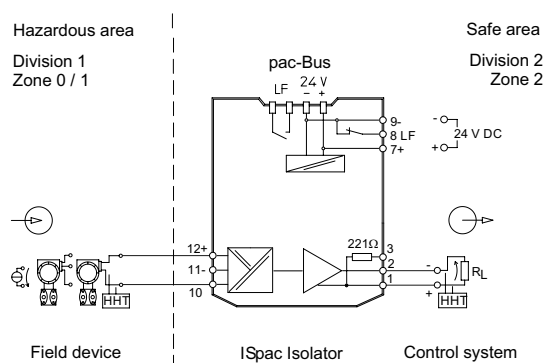 Hazardous area
Safe area
Division 1
Zone 0 / 1
pac-Bus
Division 2
Zone 2
LF
24 V
- +
9-
8 LF
7+
-
24 V DC
+
221Ω
12+
11-
10
3
2
1
-
+
RL
HHT
HHT
Field device
ISpac Isolator
Control system